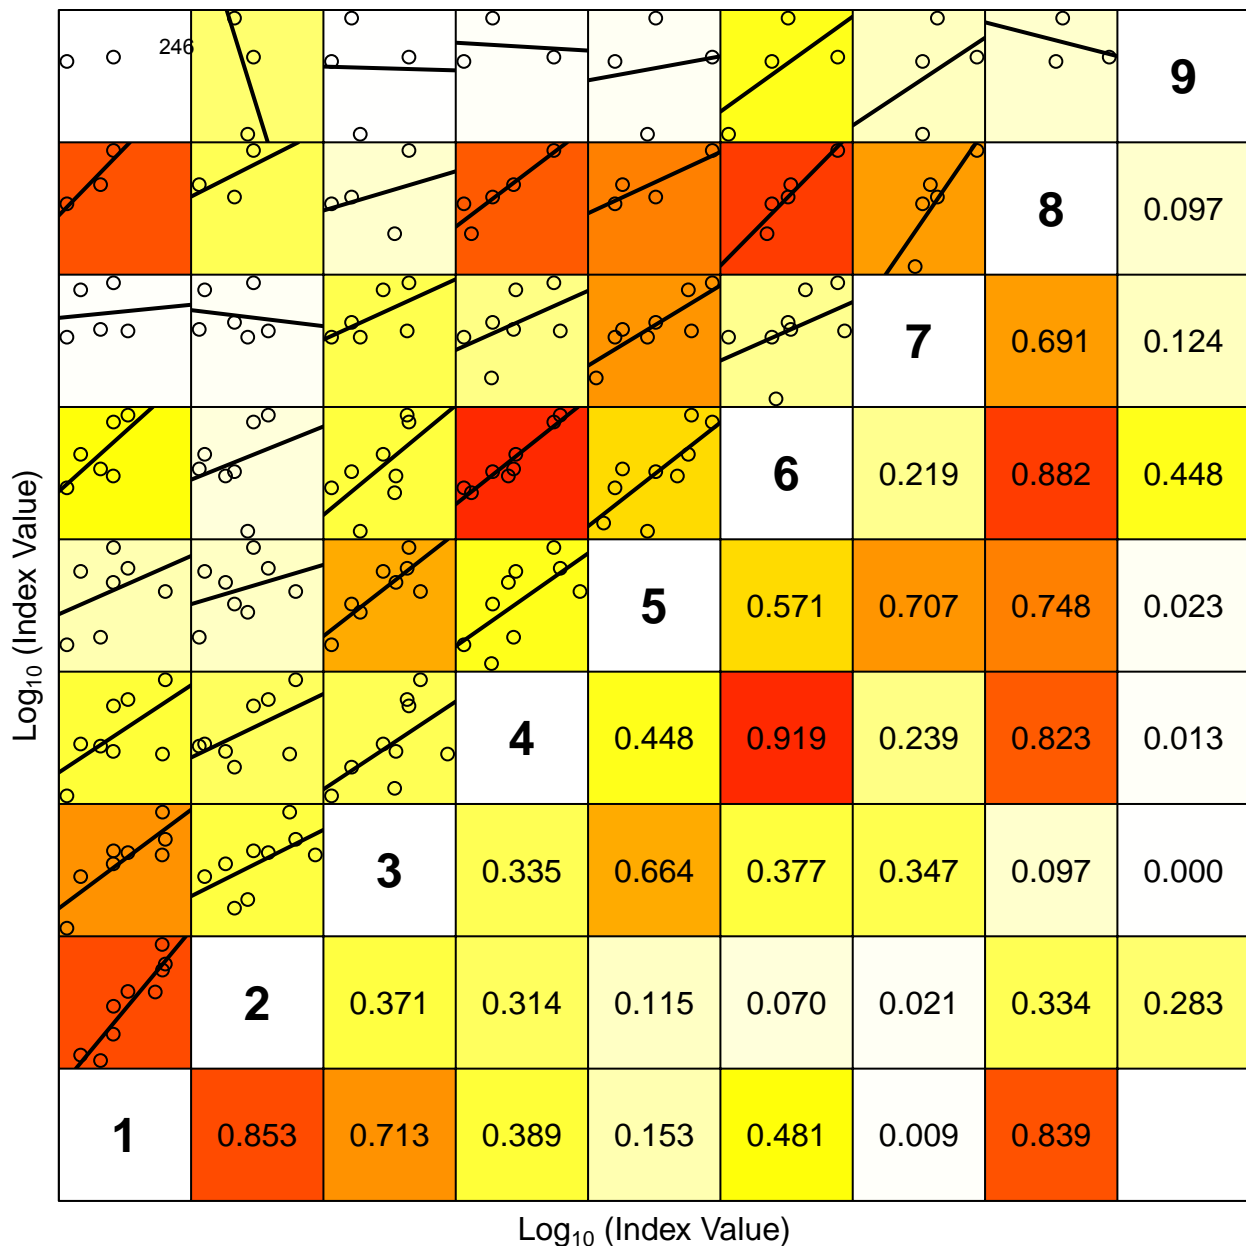 246
9
8 0.097
7 0.691 0.124
6 0.219 0.882 0.448
5 0.571 0.707 0.748 0.023
4 0.448 0.919 0.239 0.823 0.013
3 0.335 0.664 0.377 0.347 0.097 0.000
2 0.371 0.314 0.115 0.070 0.021 0.334 0.283
1 0.853 0.713 0.389 0.153 0.481 0.009 0.839
Log₁₀ (Index Value)
Log₁₀ (Index Value)